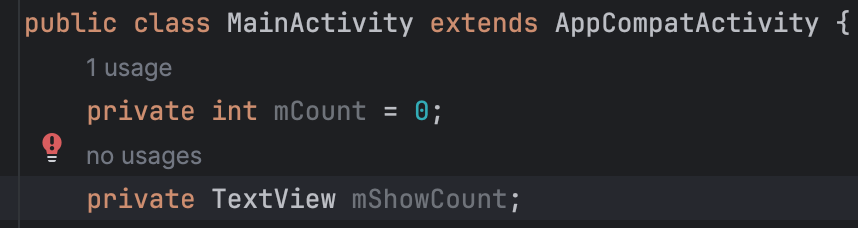 public class MainActivity extends AppCompatActivity {
1 usage
private int mCount = 0;
no usages
private TextView mShowCount;